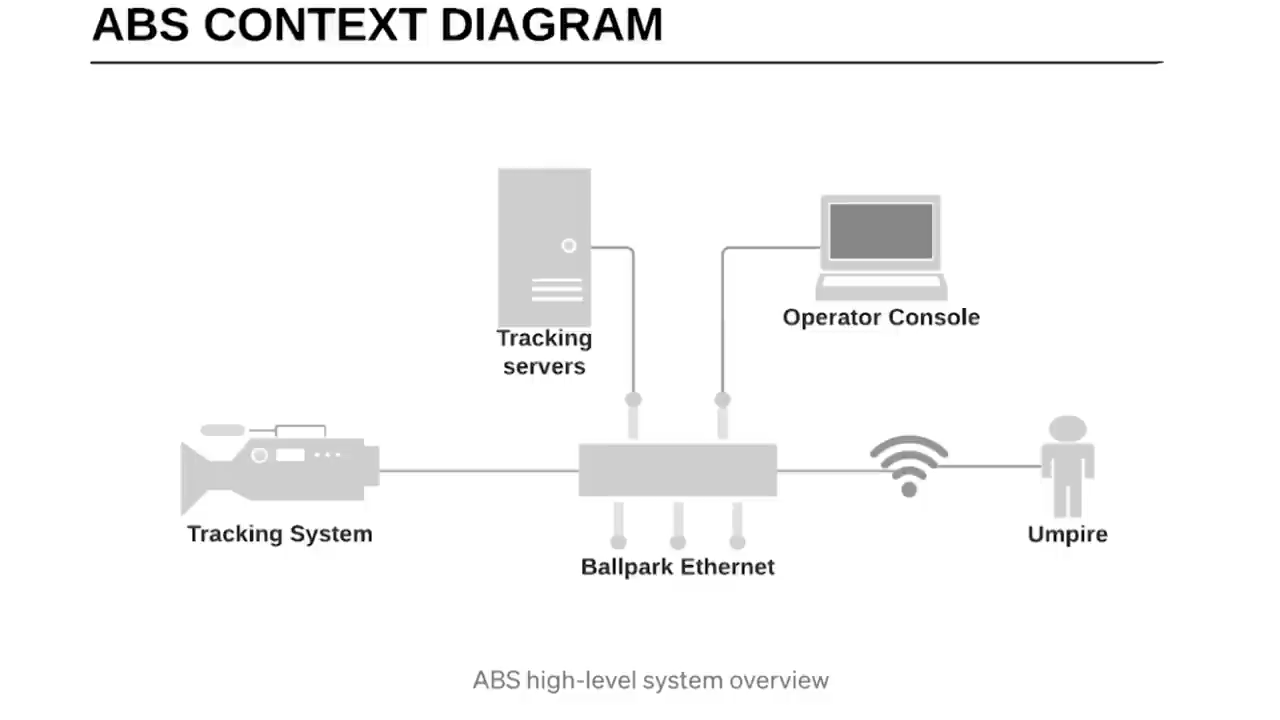 ABS CONTEXT DIAGRAM
Tracking
servers
Operator Console
Tracking System
Ballpark Ethernet
Umpire
ABS high-level system overview